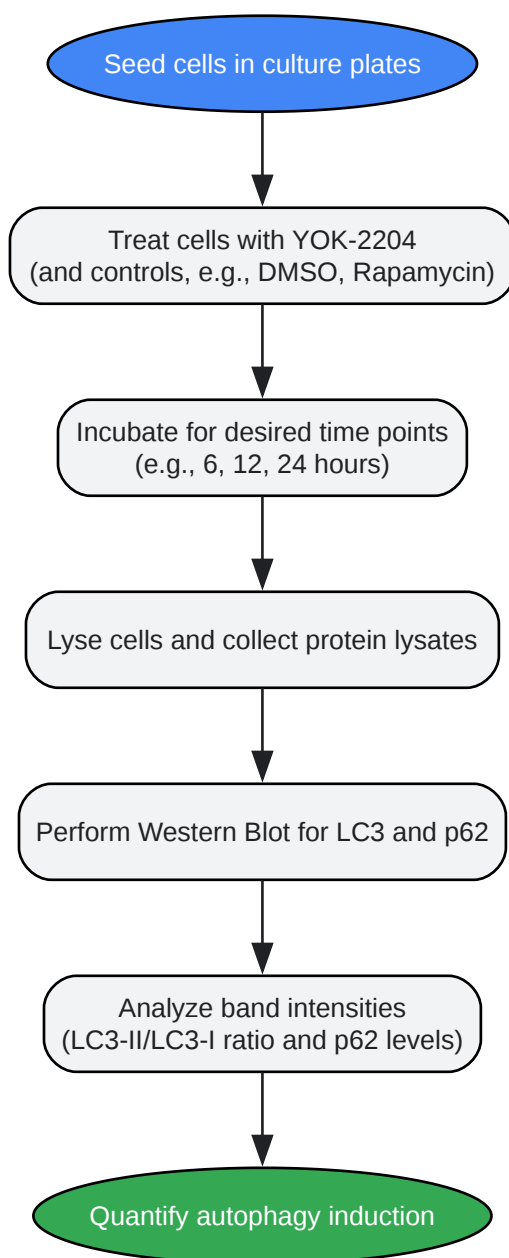 Seed cells in culture plates
Treat cells with YOK-2204
(and controls, e.g., DMSO, Rapamycin)
Incubate for desired time points
(e.g., 6, 12, 24 hours)
Lyse cells and collect protein lysates
Perform Western Blot for LC3 and p62
Analyze band intensities
(LC3-II/LC3-I ratio and p62 levels)
Quantify autophagy induction